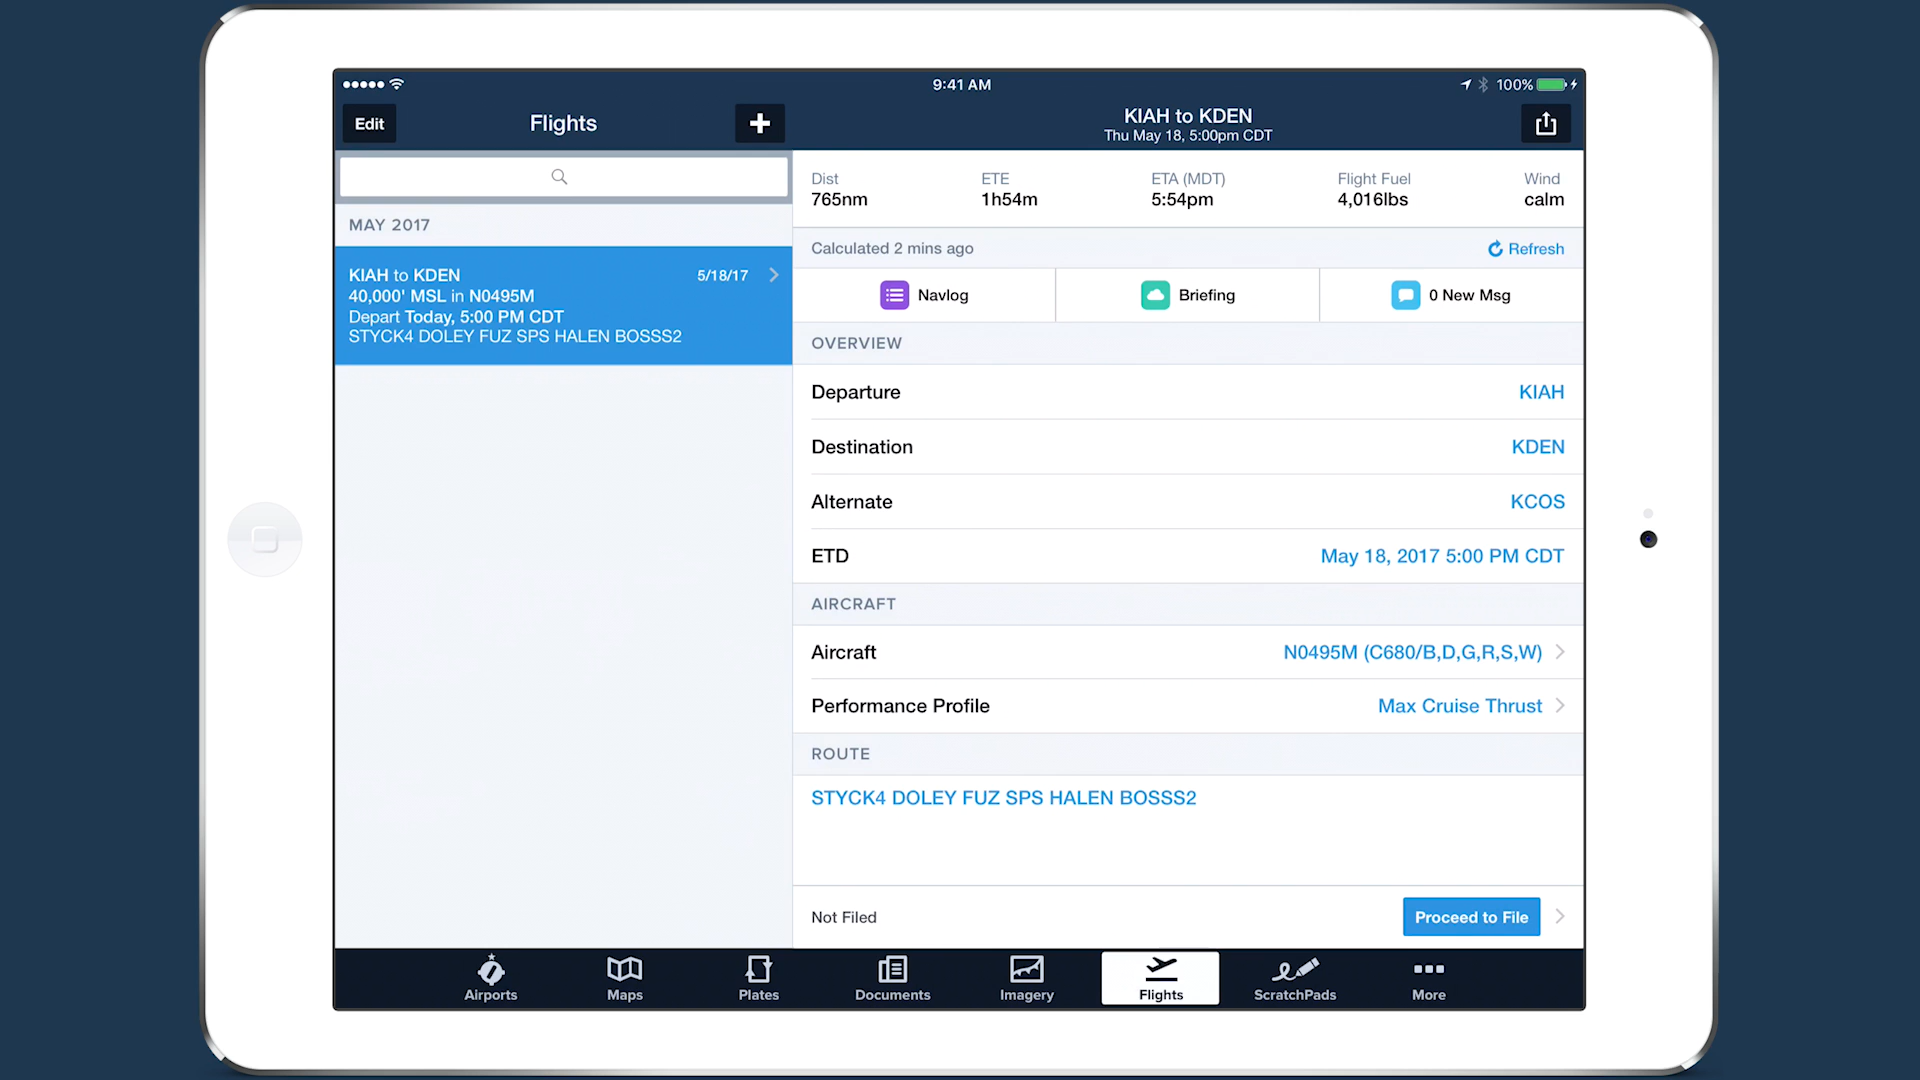 9:41 AM
100%
Edit
Flights
KIAH to KDEN
Thu May 18, 5:00pm CDT
MAY 2017
KIAH to KDEN 5/18/17
40,000' MSL in N0495M
Depart Today, 5:00 PM CDT
STYCK4 DOLEY FUZ SPS HALEN BOSSS2
Dist ETE ETA (MDT) Flight Fuel Wind
765nm 1h54m 5:54pm 4,016lbs calm
Calculated 2 mins ago Refresh
Navlog Briefing 0 New Msg
OVERVIEW
Departure KIAH
Destination KDEN
Alternate KCOS
ETD May 18, 2017 5:00 PM CDT
AIRCRAFT
Aircraft N0495M (C680/B,D,G,R,S,W)
Performance Profile Max Cruise Thrust
ROUTE
STYCK4 DOLEY FUZ SPS HALEN BOSSS2
Not Filed Proceed to File
Airports Maps Plates Documents Imagery Flights ScratchPads More